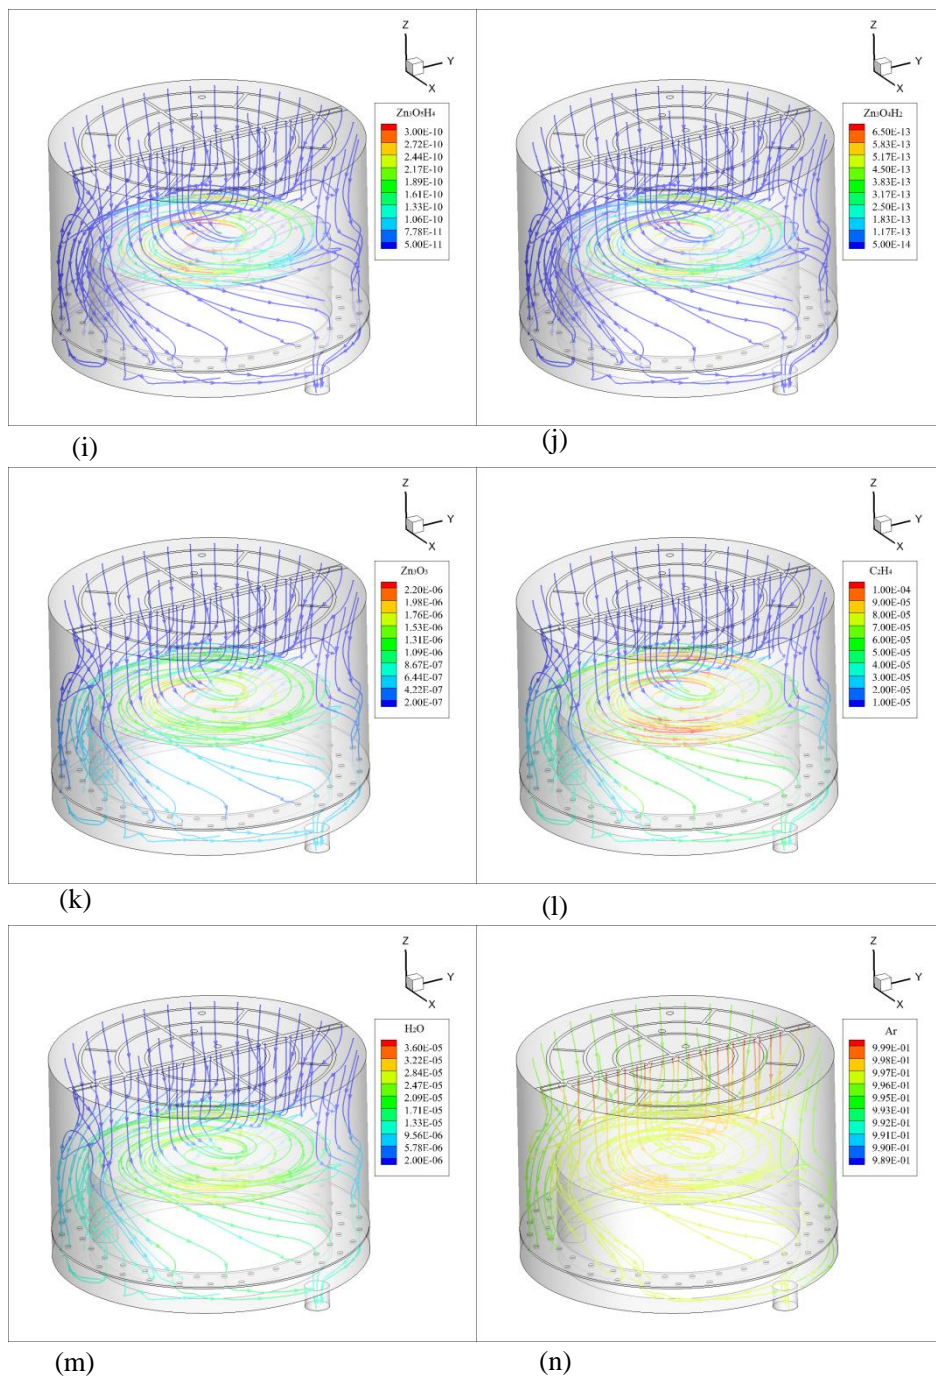 Z
Y
X
Zn₃O₅H₄
3.00E-10
2.72E-10
2.44E-10
2.17E-10
1.89E-10
1.61E-10
1.33E-10
1.06E-10
7.78E-11
5.00E-11
(i)
Z
Y
X
Zn₃O₄H₂
6.50E-13
5.83E-13
5.17E-13
4.50E-13
3.83E-13
3.17E-13
2.50E-13
1.83E-13
1.17E-13
5.00E-14
(j)
Z
Y
X
Zn₃O₃
2.20E-06
1.98E-06
1.76E-06
1.53E-06
1.31E-06
1.09E-06
8.67E-07
6.44E-07
4.22E-07
2.00E-07
(k)
Z
Y
X
C₂H₄
1.00E-04
9.00E-05
8.00E-05
7.00E-05
6.00E-05
5.00E-05
4.00E-05
3.00E-05
2.00E-05
1.00E-05
(l)
Z
Y
X
H₂O
3.60E-05
3.22E-05
2.84E-05
2.47E-05
2.09E-05
1.71E-05
1.33E-05
9.56E-06
5.78E-06
2.00E-06
(m)
Z
Y
X
Ar
9.99E-01
9.98E-01
9.97E-01
9.96E-01
9.95E-01
9.93E-01
9.92E-01
9.91E-01
9.90E-01
9.89E-01
(n)